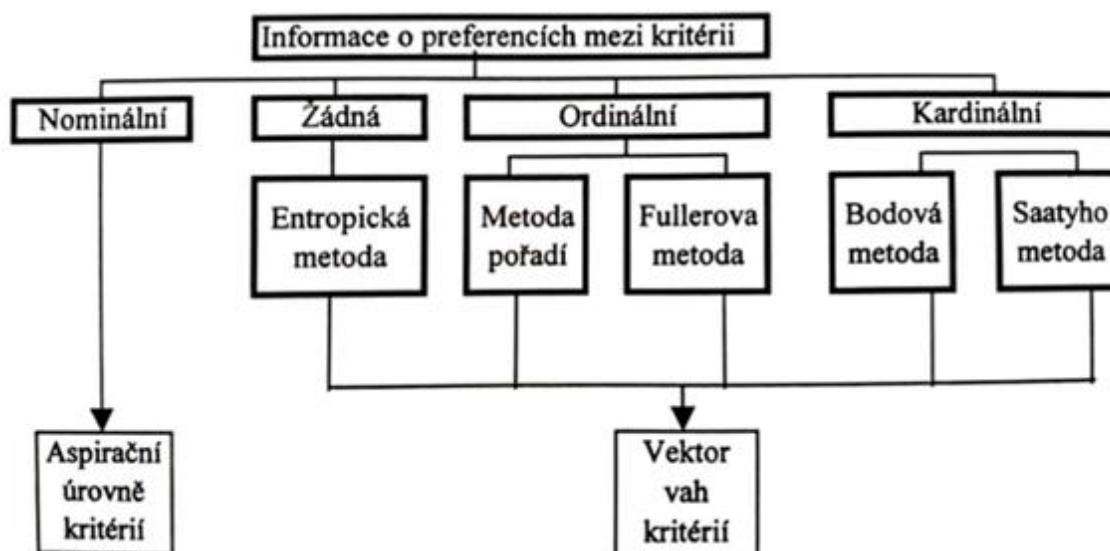 Informace o preferencích mezi kritérii
Nominální
Žádná
Ordinální
Kardinální
Entropická
metoda
Metoda
pořadí
Fullerova
metoda
Bodová
metoda
Saatyho
metoda
Aspirační
úrovně
kritérií
Vektor
vah
kritérií